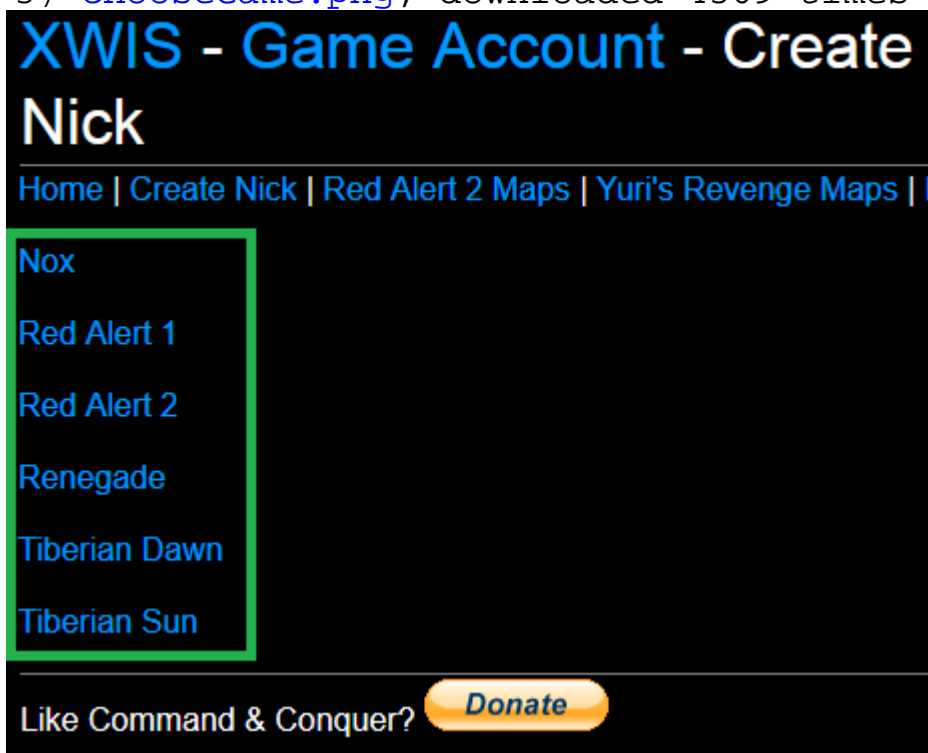 XWIS - Game Account - Create
Nick
Home | Create Nick | Red Alert 2 Maps | Yuri's Revenge Maps |
Nox
Red Alert 1
Red Alert 2
Renegade
Tiberian Dawn
Tiberian Sun
Like Command & Conquer? Donate